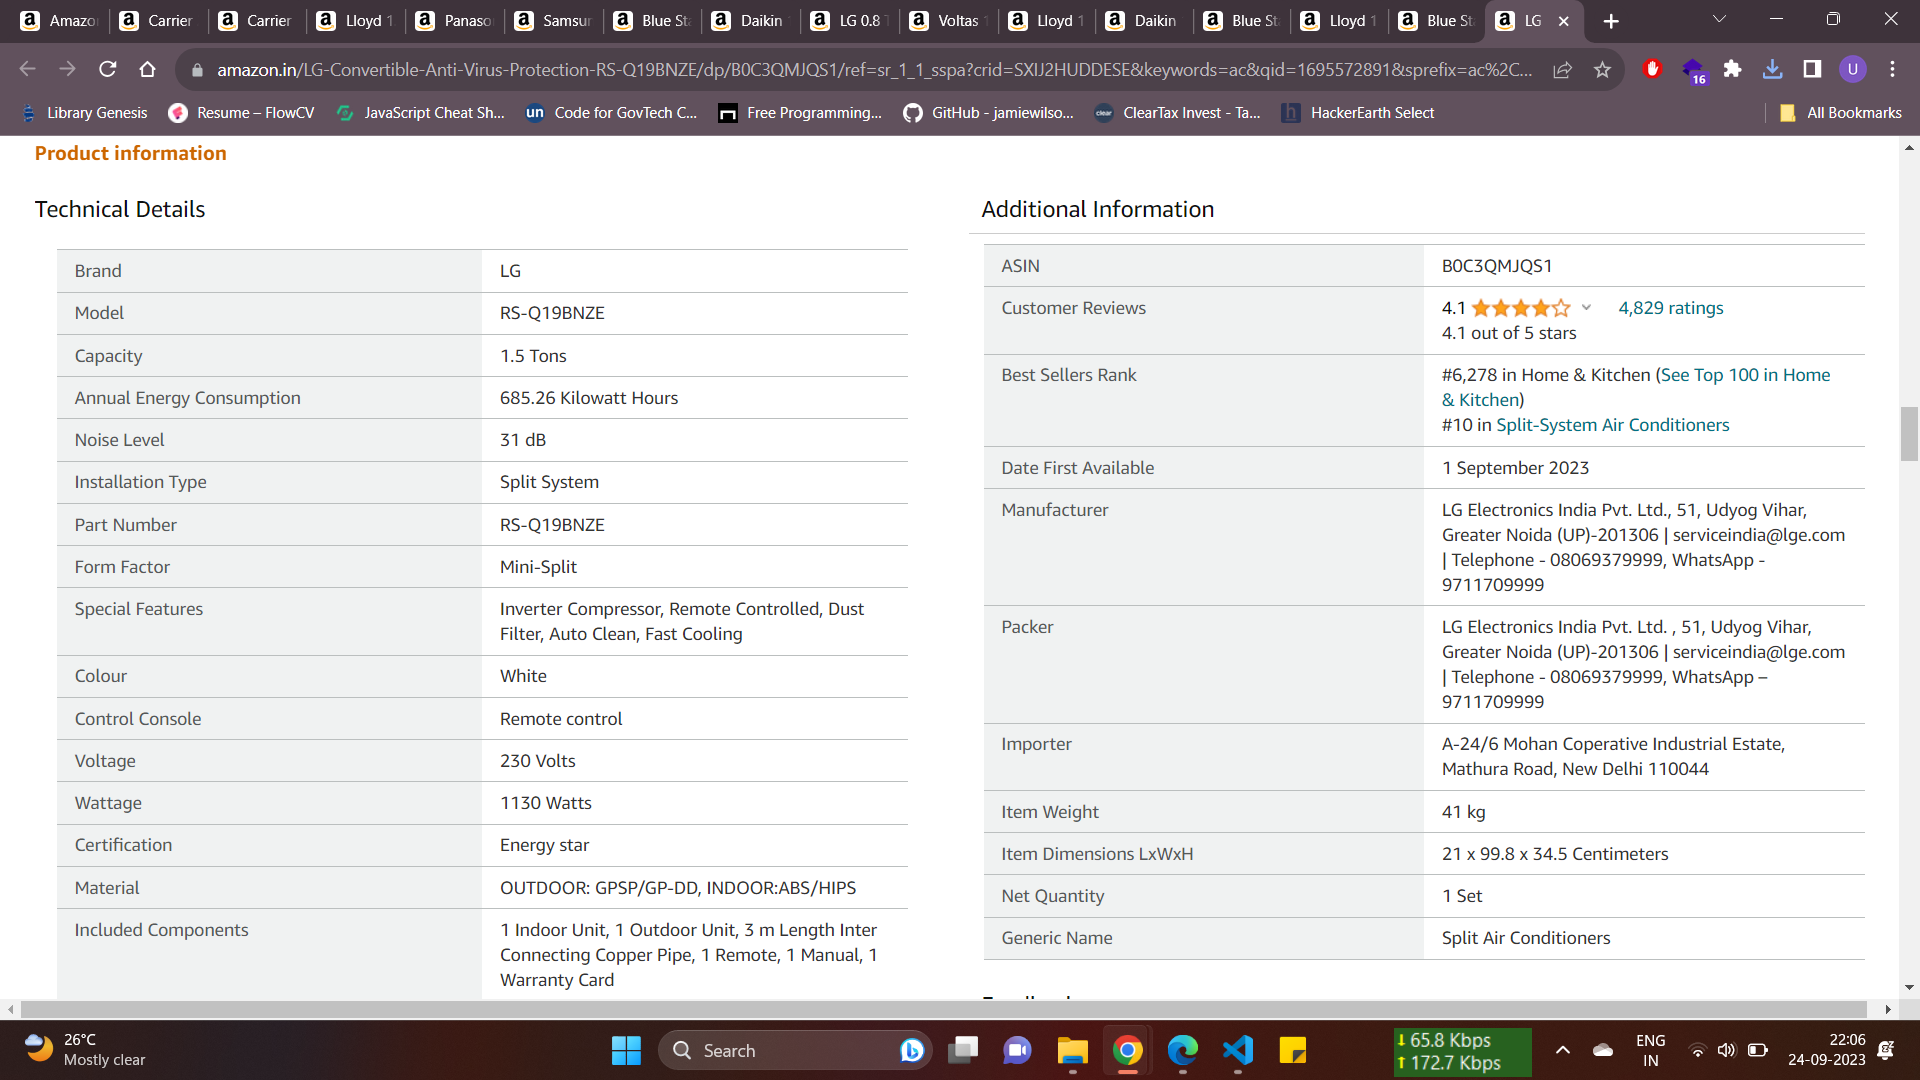 Amazo
Carrier
Carrier
Lloyd 1.
Panaso
Samsun
Blue Sta
Daikin
LG 0.8 T
Voltas 1
Lloyd 1
Daikin
Blue Sta
Lloyd 1
Blue Sta
LG
amazon.in/LG-Convertible-Anti-Virus-Protection-RS-Q19BNZE/dp/B0C3QMJQS1/ref=sr_1_1_sspa?crid=SXIJ2HUDDESE&keywords=ac&qid=1695572891&sprefix=ac%2C...
16
U
Library Genesis
Resume – FlowCV
JavaScript Cheat Sh...
un
Code for GovTech C...
Free Programming...
GitHub - jamiewilso...
clear
ClearTax Invest - Ta...
h
HackerEarth Select
All Bookmarks
Product information
Technical Details
Brand
LG
Model
RS-Q19BNZE
Capacity
1.5 Tons
Annual Energy Consumption
685.26 Kilowatt Hours
Noise Level
31 dB
Installation Type
Split System
Part Number
RS-Q19BNZE
Form Factor
Mini-Split
Special Features
Inverter Compressor, Remote Controlled, Dust
Filter, Auto Clean, Fast Cooling
Colour
White
Control Console
Remote control
Voltage
230 Volts
Wattage
1130 Watts
Certification
Energy star
Material
OUTDOOR: GPSP/GP-DD, INDOOR:ABS/HIPS
Included Components
1 Indoor Unit, 1 Outdoor Unit, 3 m Length Inter
Connecting Copper Pipe, 1 Remote, 1 Manual, 1
Warranty Card
Additional Information
ASIN
B0C3QMJQS1
Customer Reviews
4.1
4,829 ratings
4.1 out of 5 stars
Best Sellers Rank
#6,278 in Home & Kitchen (See Top 100 in Home
& Kitchen)
#10 in Split-System Air Conditioners
Date First Available
1 September 2023
Manufacturer
LG Electronics India Pvt. Ltd., 51, Udyog Vihar,
Greater Noida (UP)-201306 | serviceindia@lge.com
| Telephone - 08069379999, WhatsApp -
9711709999
Packer
LG Electronics India Pvt. Ltd. , 51, Udyog Vihar,
Greater Noida (UP)-201306 | serviceindia@lge.com
| Telephone - 08069379999, WhatsApp –
9711709999
Importer
A-24/6 Mohan Coperative Industrial Estate,
Mathura Road, New Delhi 110044
Item Weight
41 kg
Item Dimensions LxWxH
21 x 99.8 x 34.5 Centimeters
Net Quantity
1 Set
Generic Name
Split Air Conditioners
26°C
Mostly clear
Search
65.8 Kbps
172.7 Kbps
ENG
IN
22:06
24-09-2023